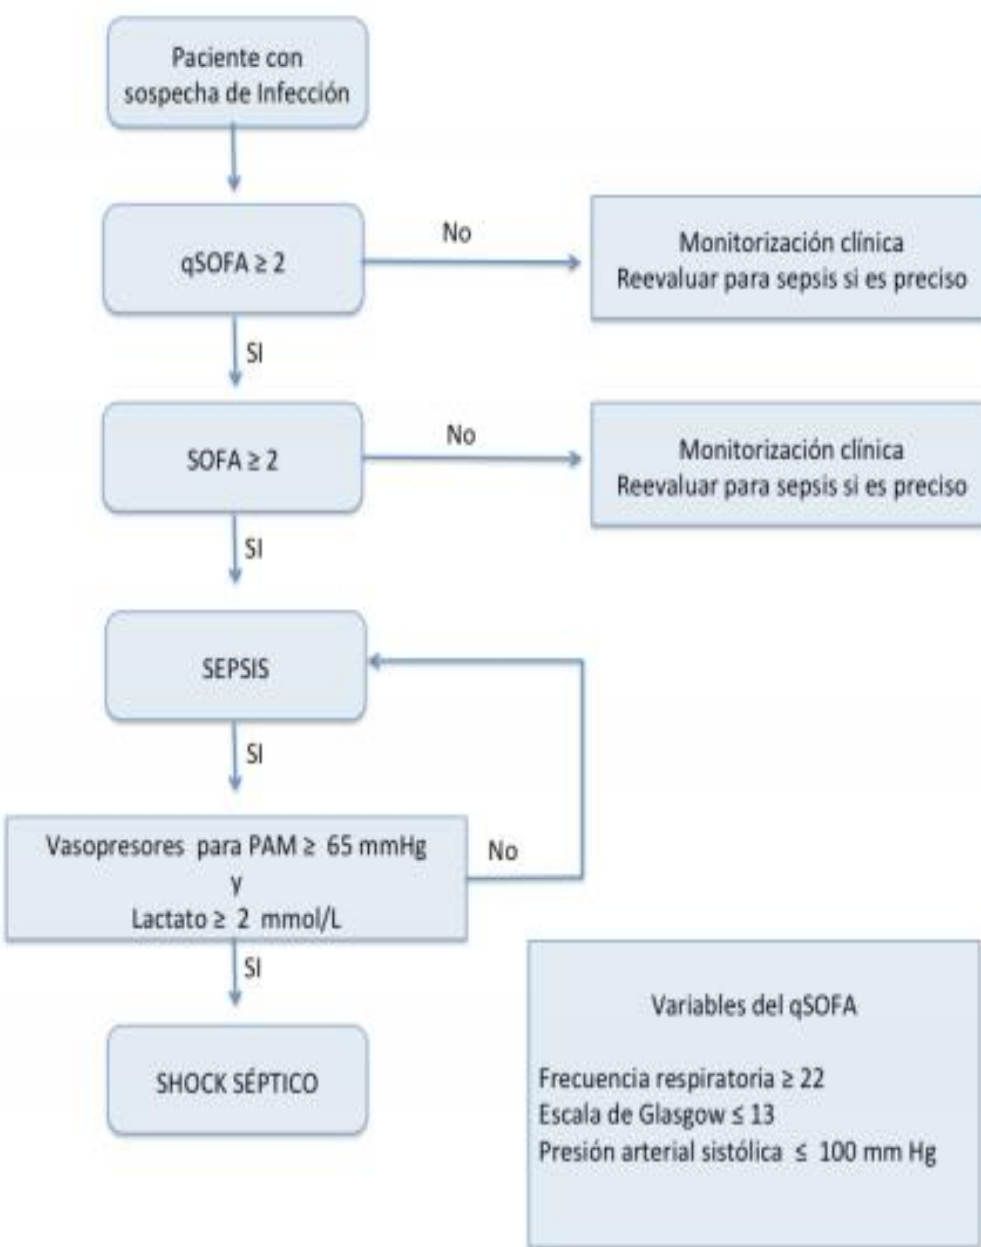 Paciente con
sospecha de Infección
qSOFA ≥ 2
No
Monitorización clínica
Reevaluar para sepsis si es preciso
SI
SOFA ≥ 2
No
Monitorización clínica
Reevaluar para sepsis si es preciso
SI
SEPSIS
SI
Vasopresores para PAM ≥ 65 mmHg
y
Lactato ≥ 2 mmol/L
No
SI
SHOCK SÉPTICO
Variables del qSOFA
Frecuencia respiratoria ≥ 22
Escala de Glasgow ≤ 13
Presión arterial sistólica ≤ 100 mm Hg